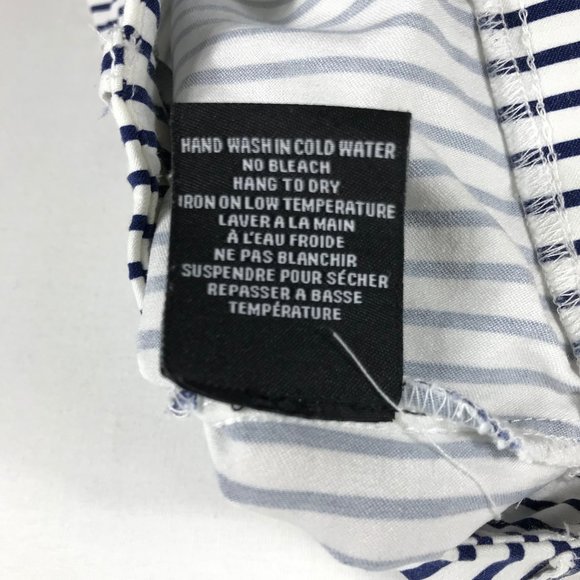 HAND WASH IN COLD WATER
NO BLEACH
HANG TO DRY
IRON ON LOW TEMPERATURE
LAVER A LA MAIN
À L'EAU FROIDE
NE PAS BLANCHIR
SUSPENDRE POUR SÉCHER
REPASSER A BASSE
TEMPÉRATURE